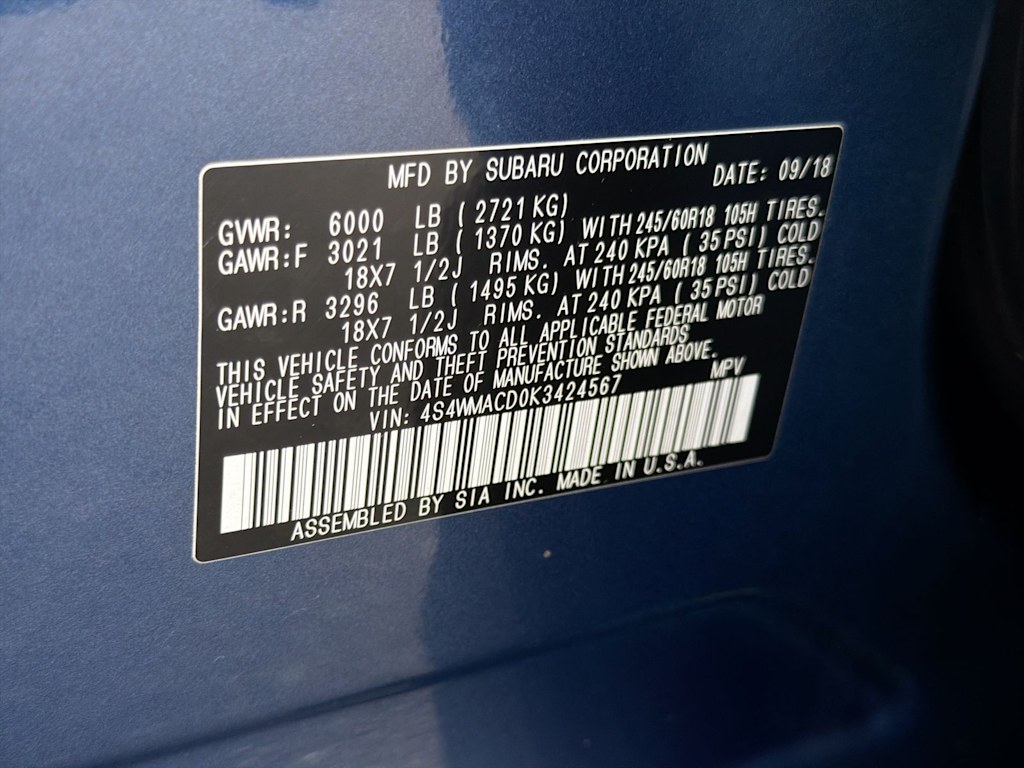 MFD BY SUBARU CORPORATION DATE: 09/18
GVWR: 6000 LB ( 2721 KG)
GAWR:F 3021 LB ( 1370 KG) WITH 245/60R18 105H TIRES.
18X7 1/2J RIMS. AT 240 KPA ( 35 PSI) COLD
GAWR:R 3296 LB ( 1495 KG) WITH 245/60R18 105H TIRES.
18X7 1/2J RIMS. AT 240 KPA ( 35 PSI) COLD
THIS VEHICLE CONFORMS TO ALL APPLICABLE FEDERAL MOTOR
VEHICLE SAFETY AND THEFT PREVENTION STANDARDS
IN EFFECT ON THE DATE OF MANUFACTURE SHOWN ABOVE.
VIN: 4S4WMACD0K3424567 MPV
ASSEMBLED BY SIA INC. MADE IN U.S.A.